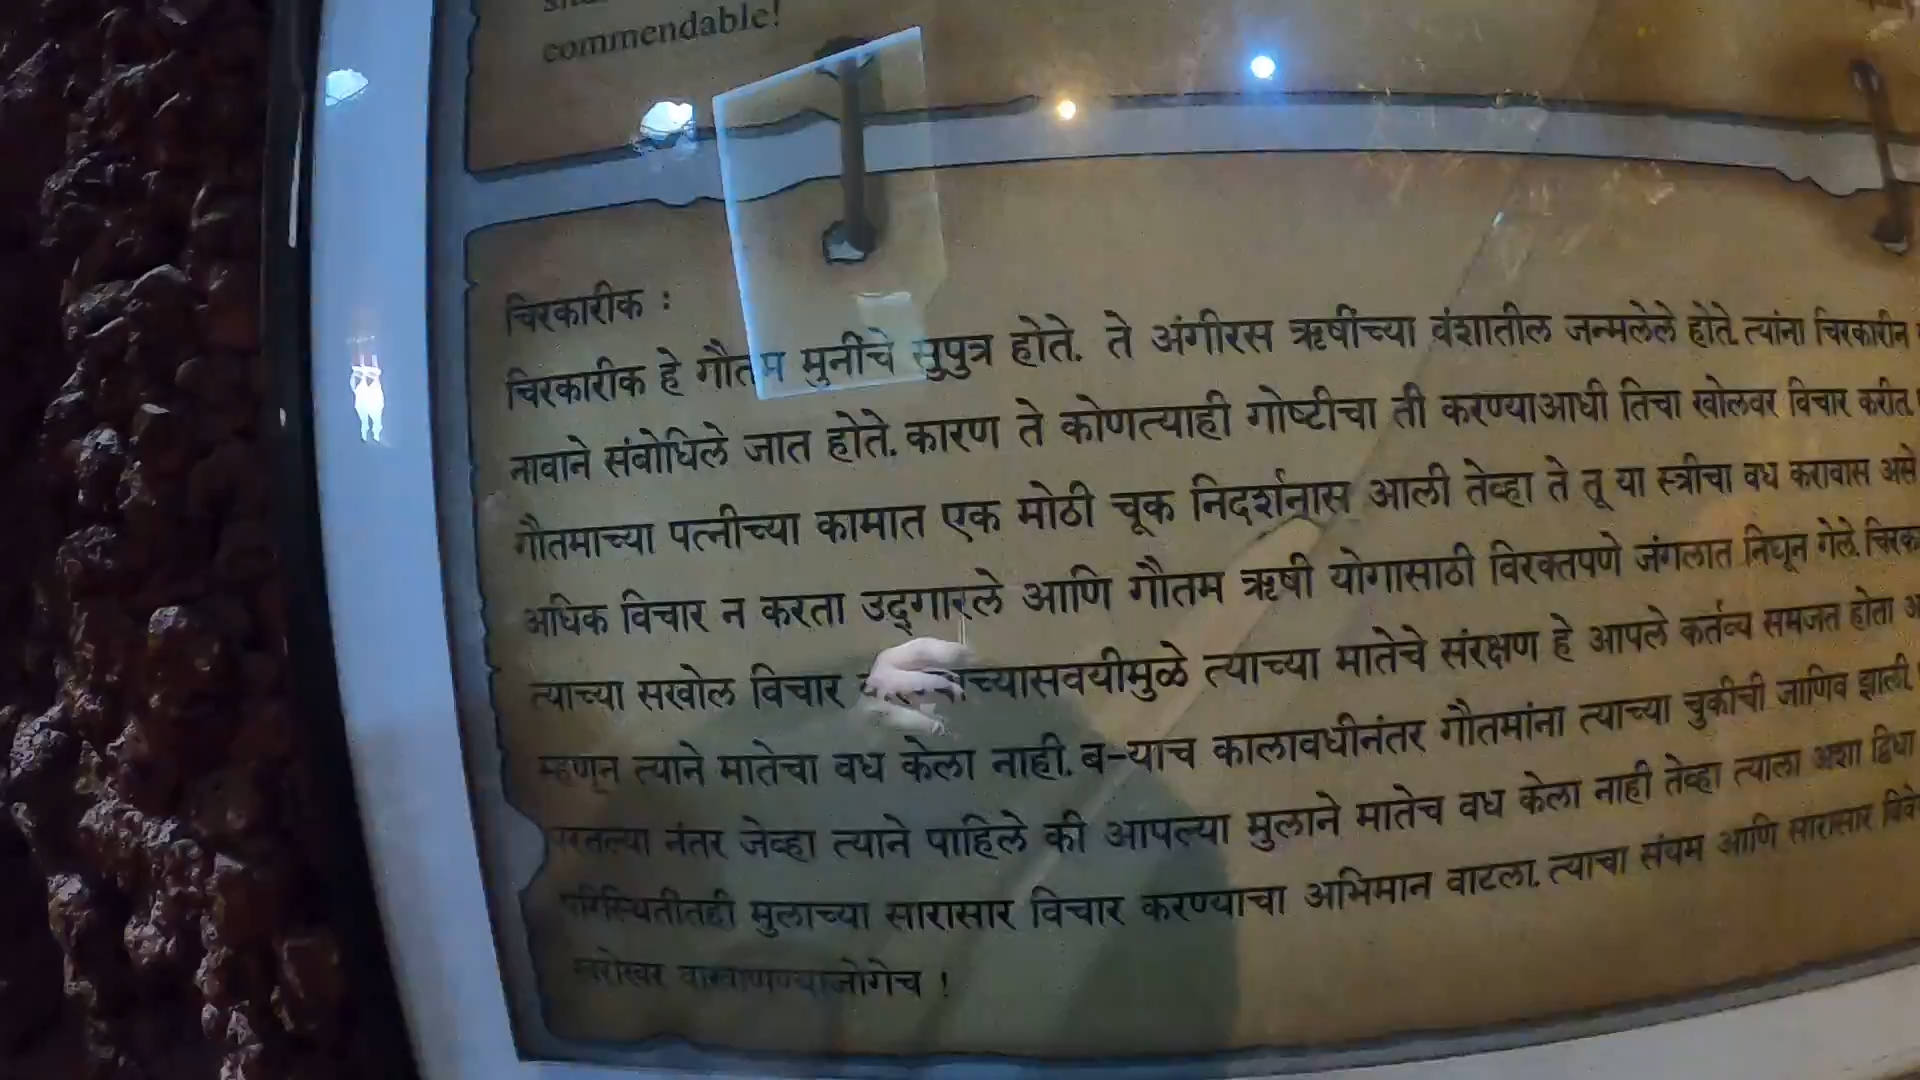 commendable!
चिरकारीक :
चिरकारीक हे गौतम मुनींचे सुपुत्र होते. ते अंगीरस ऋषींच्या वंशातील जन्मलेले होते. त्यांना चिरकारीन
नावाने संबोधिले जात होते. कारण ते कोणत्याही गोष्टीचा ती करण्याआधी तिचा खोलवर विचार करीत.
गौतमाच्या पत्नीच्या कामात एक मोठी चूक निदर्शनास आली तेव्हा ते तू या स्त्रीचा वध करावास असे
अधिक विचार न करता उद्‌गारले आणि गौतम ऋषी योगासाठी विरक्तपणे जंगलात निघून गेले.
त्याच्या सखोल विचार त्याच्या मातेचे संरक्षण हे आपले कर्तव्य समजत होता
म्हणून त्याने मातेचा वध केला नाही. ब-याच कालावधीनंतर गौतमांना त्याच्या चुकीची जाणिव झाली.
नंतर जेव्हा त्याने पाहिले की आपल्या मुलाने मातेच वध केला नाही तेव्हा त्याला अशा द्विधा
परिस्थितीतही मुलाच्या सारासार विचार करण्याचा अभिमान वाटला. त्याचा संयम आणि सारासार
खरोखर वाखाणण्याजोगेच !